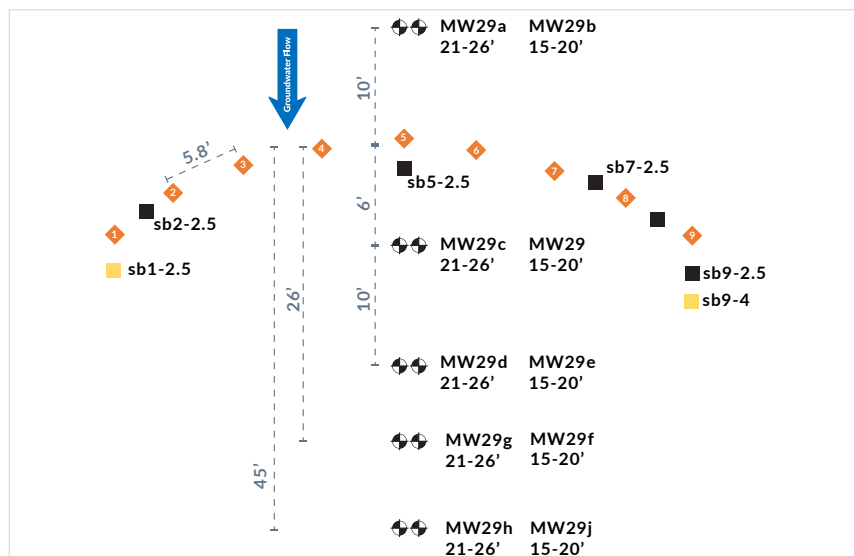 MW29a MW29b
21-26’ 15-20’
Groundwater Flow
10’
5.8’
1
2
3
4
5
6
7
8
9
sb2-2.5
sb1-2.5
sb5-2.5
sb7-2.5
sb9-2.5
sb9-4
6’
MW29c MW29
21-26’ 15-20’
26’
10’
MW29d MW29e
21-26’ 15-20’
MW29g MW29f
21-26’ 15-20’
45’
MW29h MW29j
21-26’ 15-20’